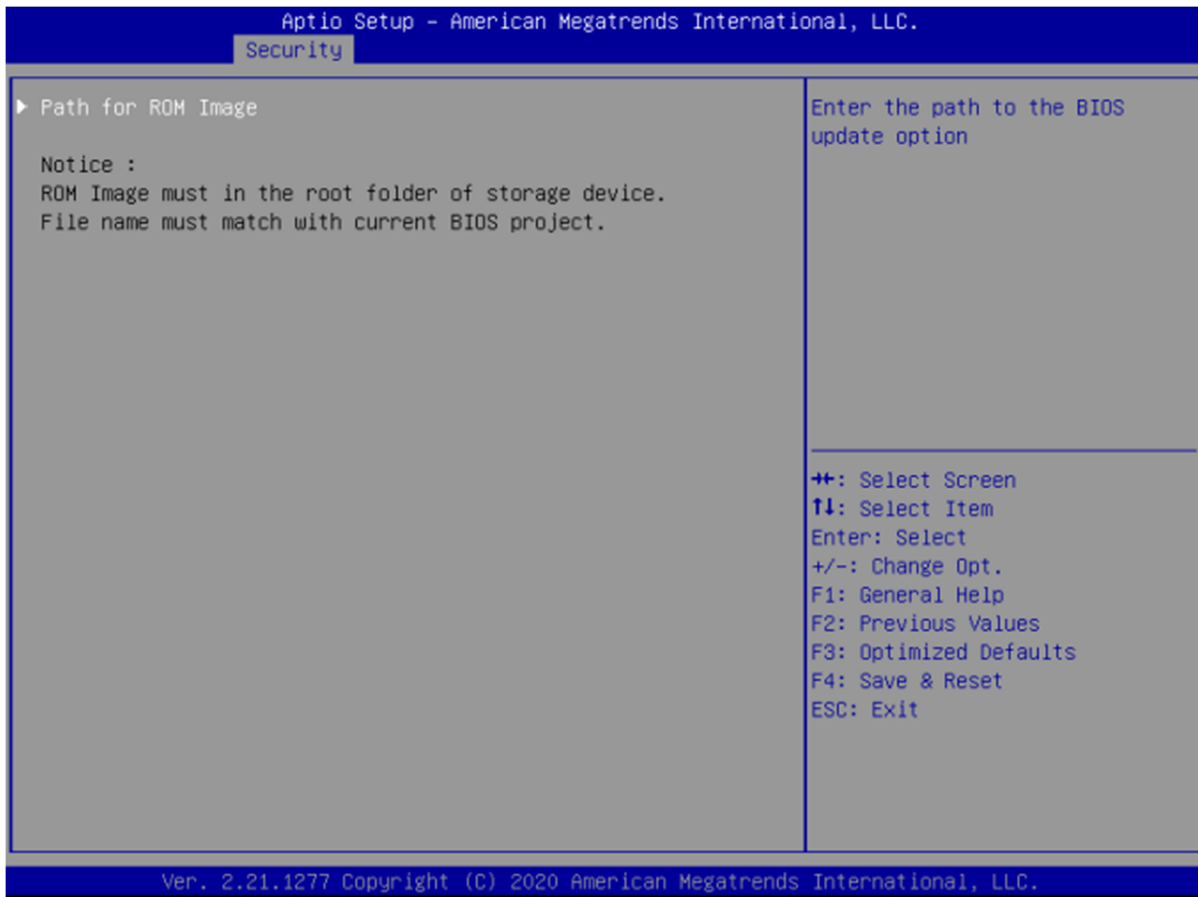 Aptio Setup – American Megatrends International, LLC.
Security
Path for ROM Image
Notice :
ROM Image must in the root folder of storage device.
File name must match with current BIOS project.
Enter the path to the BIOS
update option
→←: Select Screen
↑↓: Select Item
Enter: Select
+/-: Change Opt.
F1: General Help
F2: Previous Values
F3: Optimized Defaults
F4: Save & Reset
ESC: Exit
Ver. 2.21.1277 Copyright (C) 2020 American Megatrends International, LLC.